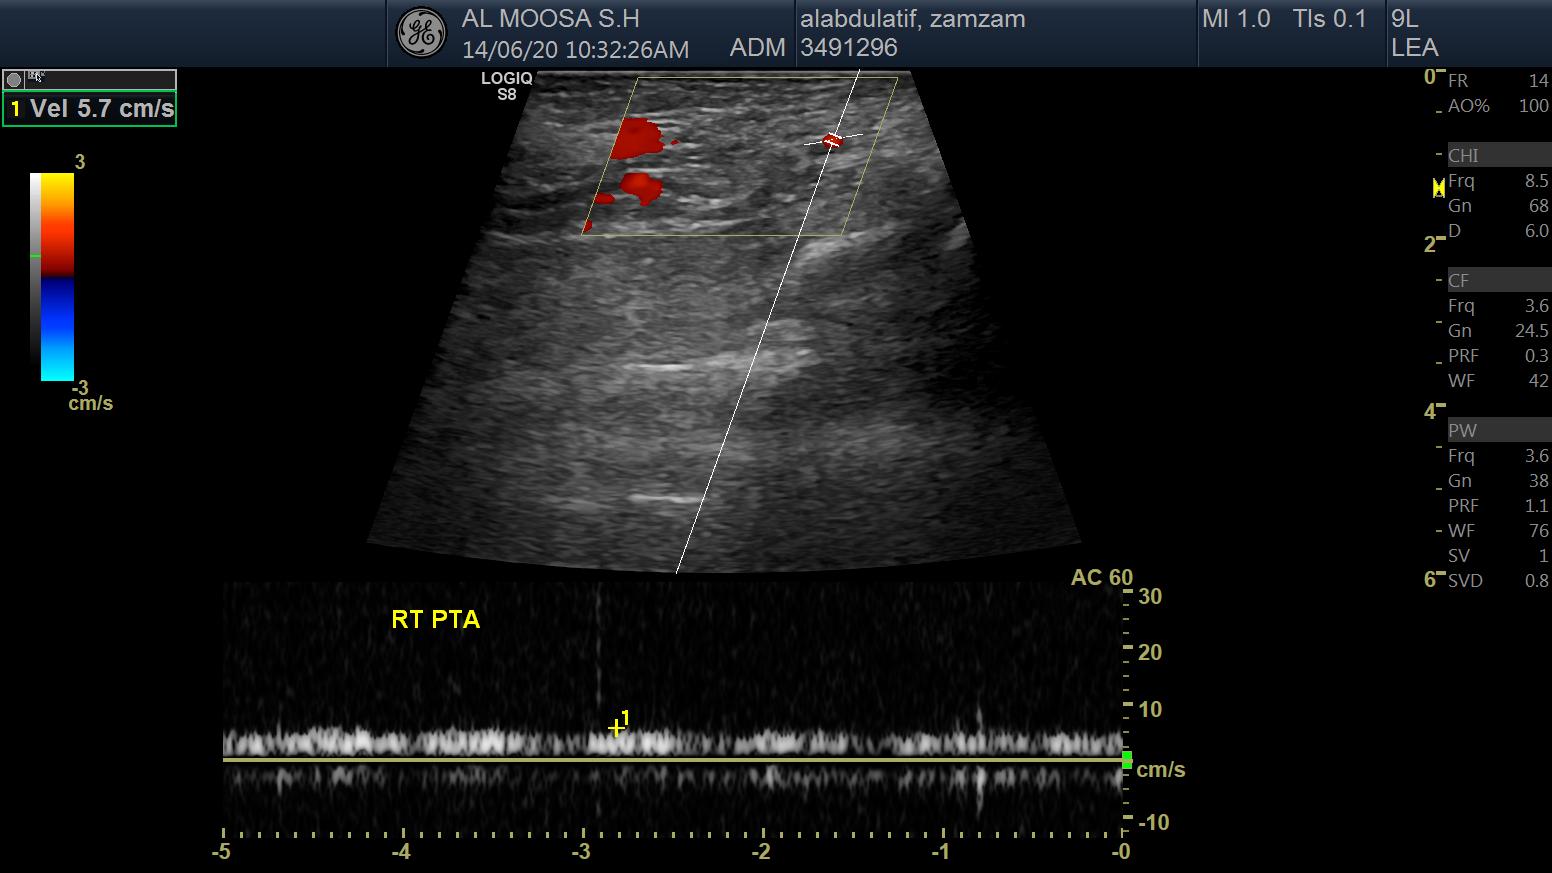 AL MOOSA S.H
14/06/20 10:32:26AM ADM
alabdulatif, zamzam
3491296
MI 1.0 TIs 0.1
9L
LEA
1 Vel 5.7 cm/s
LOGIQ
S8
3
-3
cm/s
0
2
4
6
FR 14
AO% 100
CHI
Frq 8.5
Gn 68
D 6.0
CF
Frq 3.6
Gn 24.5
PRF 0.3
WF 42
PW
Frq 3.6
Gn 38
PRF 1.1
WF 76
SV 1
SVD 0.8
AC 60
RT PTA
1
30
20
10
cm/s
-10
-5 -4 -3 -2 -1 -0